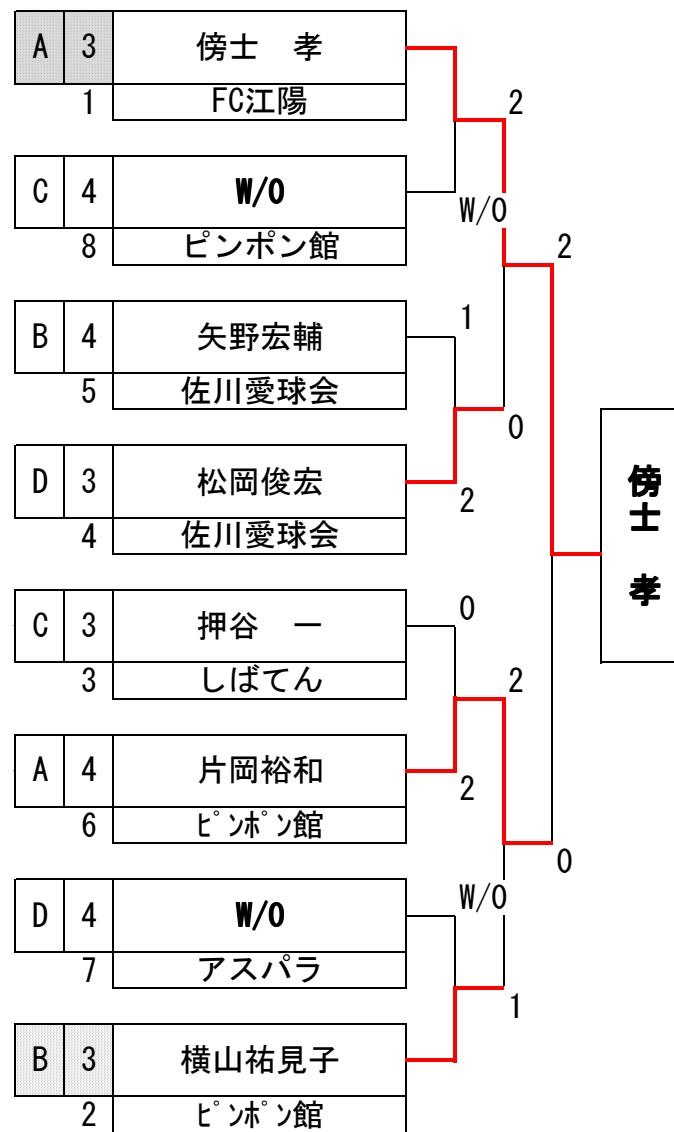 A 3 傍士　孝
1 FC江陽
2
C 4 W/O
W/O
8 ピンポン館
2
B 4 矢野宏輔
1
5 佐川愛球会
0
D 3 松岡俊宏
2
4 佐川愛球会
傍士　孝
C 3 押谷　一
0
3 しばてん
2
A 4 片岡裕和
2
6 ﾋﾟﾝﾎﾟﾝ館
0
D 4 W/O
W/O
7 アスパラ
1
B 3 横山祐見子
2 ﾋﾟﾝﾎﾟﾝ館